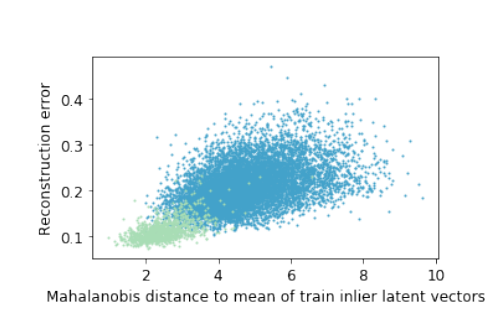 0.4
0.3
0.2
0.1
Reconstruction error
2 4 6 8 10
Mahalanobis distance to mean of train inlier latent vectors